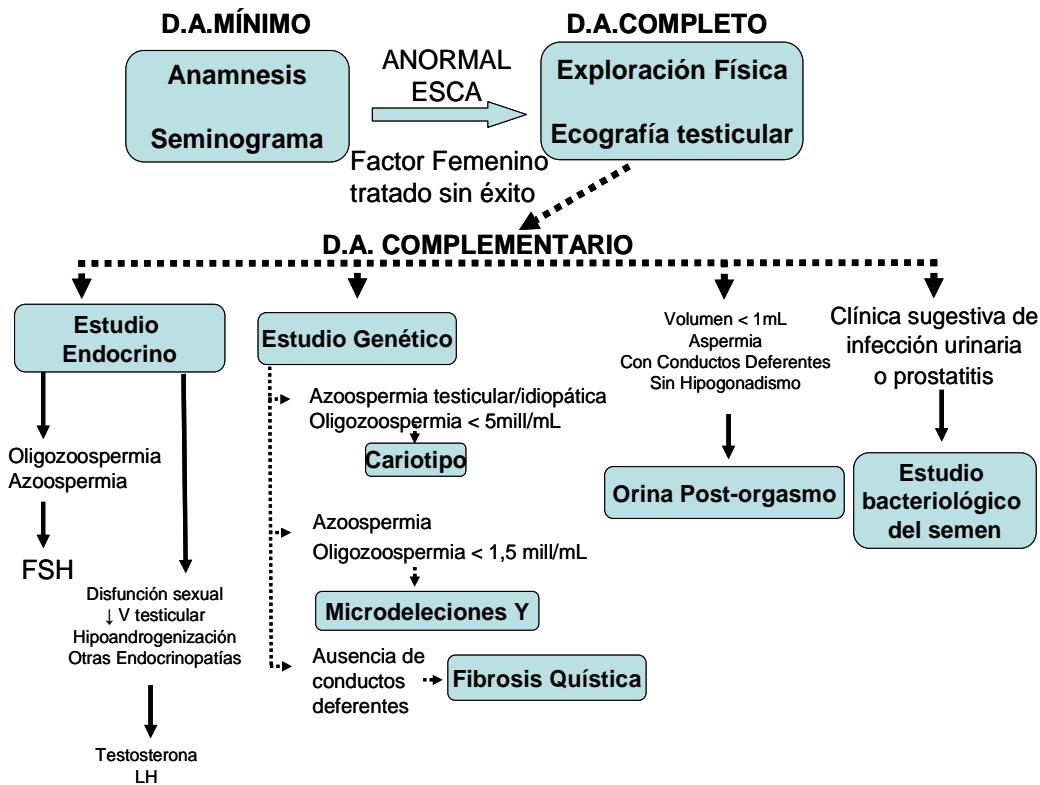 D.A.MÍNIMO
D.A.COMPLETO
Anamnesis
Seminograma
ANORMAL
ESCA
Factor Femenino
tratado sin éxito
Exploración Física
Ecografía testicular
D.A. COMPLEMENTARIO
Estudio
Endocrino
Oligozoospermia
Azoospermia
FSH
Disfunción sexual
↓ V testicular
Hipoandrogenización
Otras Endocrinopatías
Testosterona
LH
Estudio Genético
Azoospermia testicular/idiopática
Oligozoospermia < 5mill/mL
Cariotipo
Azoospermia
Oligozoospermia < 1,5 mill/mL
Microdeleciones Y
Ausencia de
conductos
deferentes
Fibrosis Quística
Volumen < 1mL
Aspermia
Con Conductos Deferentes
Sin Hipogonadismo
Orina Post-orgasmo
Clínica sugestiva de
infección urinaria
o prostatitis
Estudio
bacteriológico
del semen